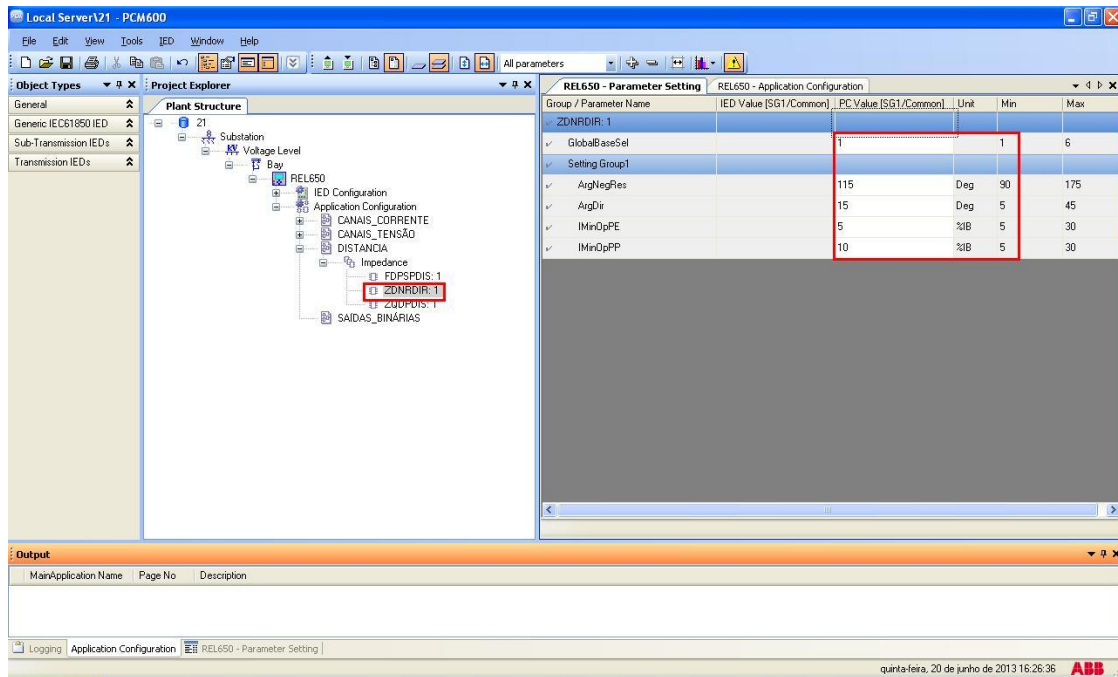 Local Server\21 - PCM600
File Edit View Tools IED Window Help
All parameters
Object Types
General
Generic IEC61850 IED
Sub-Transmission IEDs
Transmission IEDs
Project Explorer
Plant Structure
21
Substation
Voltage Level
Bay
REL650
IED Configuration
Application Configuration
CANAIS_CORRENTE
CANAIS_TENSÃO
DISTANCIA
Impedance
FDPSPDIS: 1
ZDNRDIR: 1
ZQDPDIS: 1
SAÍDAS_BINÁRIAS
REL650 - Parameter Setting REL650 - Application Configuration
Group / Parameter Name IED Value [SG1/Common] PC Value [SG1/Common] Unit Min Max
ZDNRDIR: 1
GlobalBaseSel 1 1 6
Setting Group1
ArgNegRes 115 Deg 90 175
ArgDir 15 Deg 5 45
IMinOpPE 5 %IB 5 30
IMinOpPP 10 %IB 5 30
Output
MainApplication Name Page No Description
Logging Application Configuration REL650 - Parameter Setting
quinta-feira, 20 de junho de 2013 16:26:36 ABB